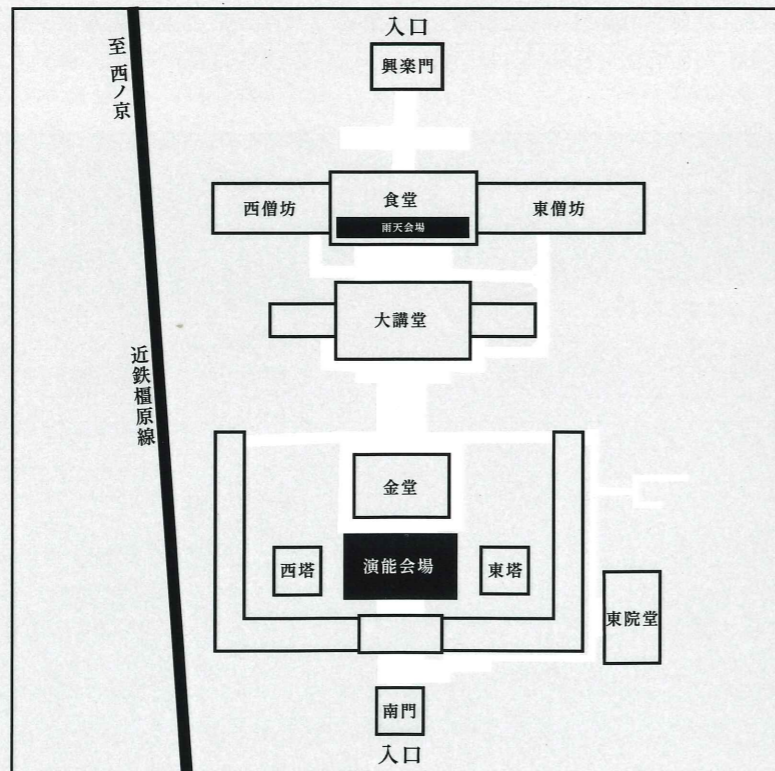 入口
興楽門
至 西ノ京
西僧坊
食堂
東僧坊
雨天会場
大講堂
近鉄橿原線
金堂
西塔
演能会場
東塔
東院堂
南門
入口